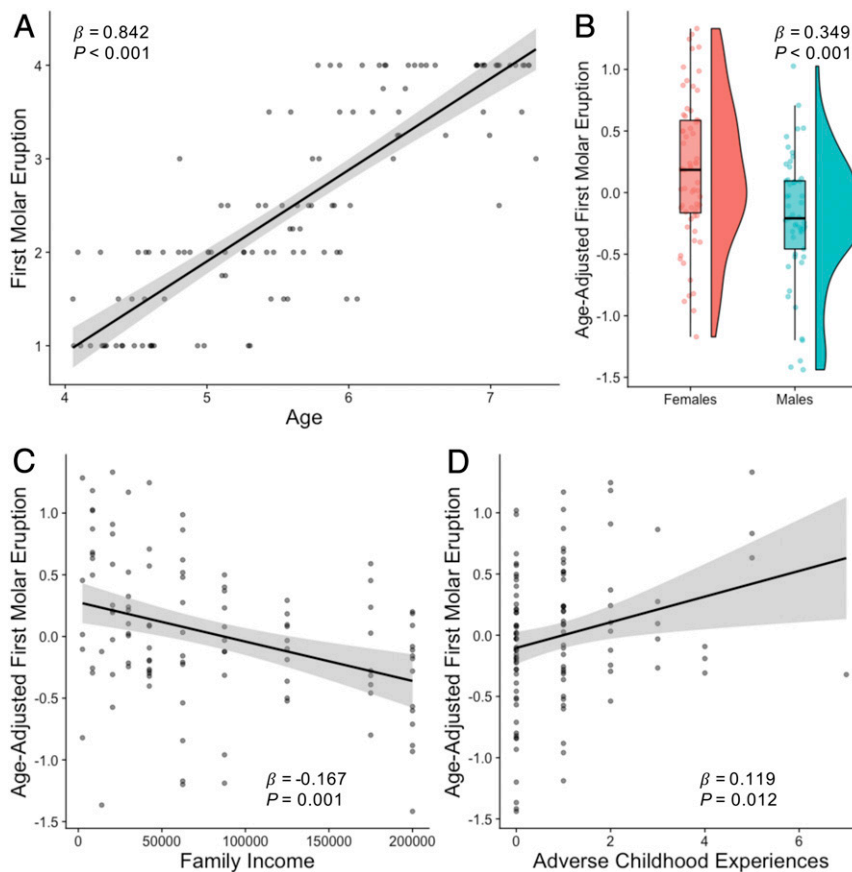 A
β = 0.842
P < 0.001
First Molar Eruption
4
3
2
1
4
5
6
7
Age
B
β = 0.349
P < 0.001
Age-Adjusted First Molar Eruption
1.0
0.5
0.0
-0.5
-1.0
-1.5
Females
Males
C
Age-Adjusted First Molar Eruption
1.0
0.5
0.0
-0.5
-1.0
-1.5
β = -0.167
P = 0.001
0
50000
100000
150000
200000
Family Income
D
Age-Adjusted First Molar Eruption
1.0
0.5
0.0
-0.5
-1.0
-1.5
β = 0.119
P = 0.012
0
2
4
6
Adverse Childhood Experiences